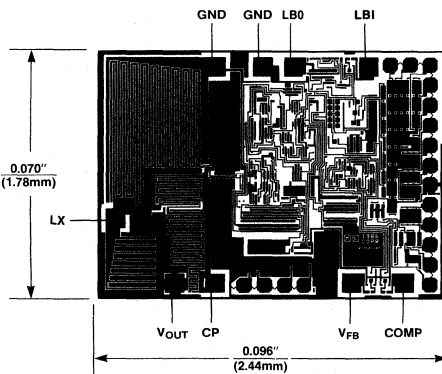 GND GND LB0 LBI
0.070"
(1.78mm)
LX
VOUT CP VFB COMP
0.096"
(2.44mm)